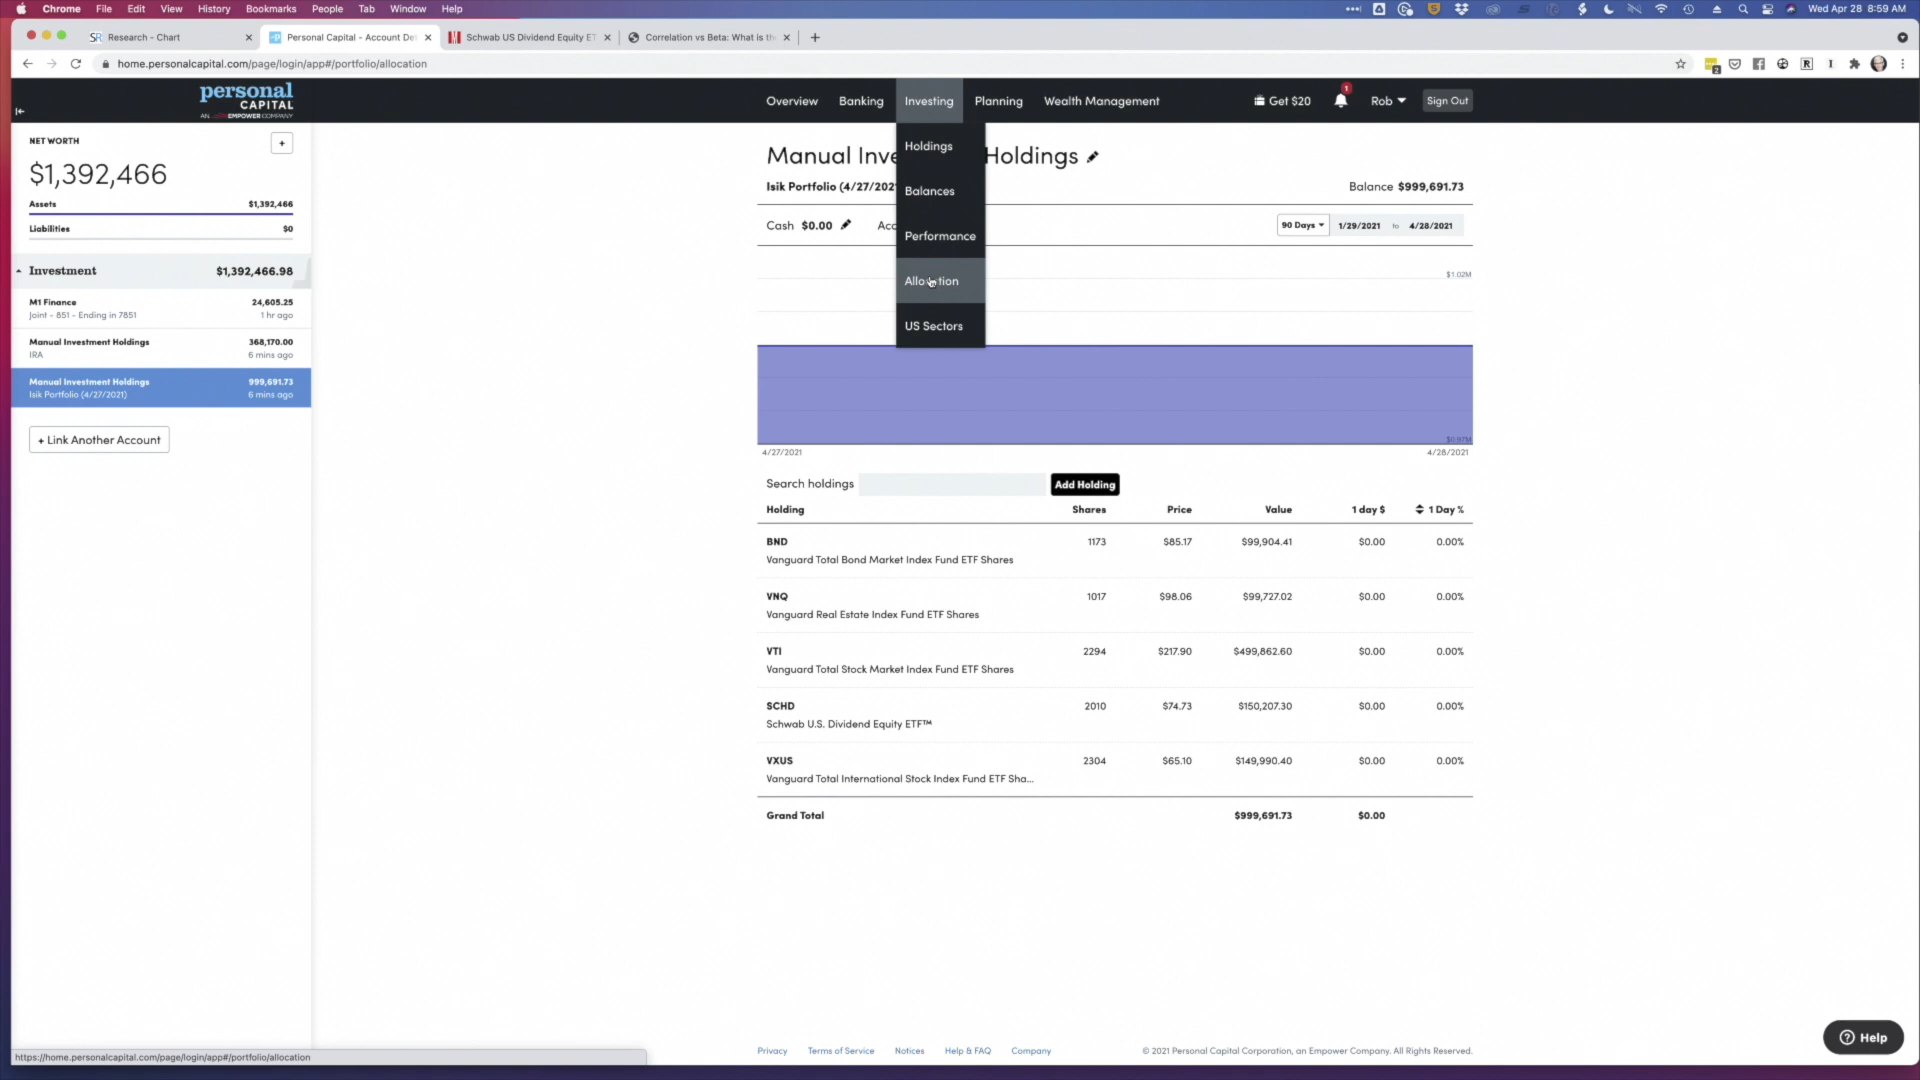 Chrome File Edit View History Bookmarks People Tab Window Help
Wed Apr 28 8:59 AM
SR Research - Chart
Personal Capital - Account De
Schwab US Dividend Equity ET
Correlation vs Beta: What is th
home.personalcapital.com/page/login/app#/portfolio/allocation
personal
CAPITAL
EMPOWER COMPANY
Overview Banking Investing Planning Wealth Management
Get $20
1
Rob
Sign Out
Holdings
Balances
Performance
Allocation
US Sectors
NET WORTH
+
$1,392,466
Assets $1,392,466
Liabilities $0
Investment $1,392,466.98
M1 Finance 24,605.25
Joint - 851 - Ending in 7851 1 hr ago
Manual Investment Holdings 368,170.00
IRA 6 mins ago
Manual Investment Holdings 999,691.73
Isik Portfolio (4/27/2021) 6 mins ago
+ Link Another Account
Manual Inve Holdings
Isik Portfolio (4/27/202 Balance $999,691.73
Cash $0.00 Acc 90 Days 1/29/2021 to 4/28/2021
$1.02M
$0.97M
4/27/2021 4/28/2021
Search holdings Add Holding
Holding Shares Price Value 1 day $ 1 Day %
BND 1173 $85.17 $99,904.41 $0.00 0.00%
Vanguard Total Bond Market Index Fund ETF Shares
VNQ 1017 $98.06 $99,727.02 $0.00 0.00%
Vanguard Real Estate Index Fund ETF Shares
VTI 2294 $217.90 $499,862.60 $0.00 0.00%
Vanguard Total Stock Market Index Fund ETF Shares
SCHD 2010 $74.73 $150,207.30 $0.00 0.00%
Schwab U.S. Dividend Equity ETF™
VXUS 2304 $65.10 $149,990.40 $0.00 0.00%
Vanguard Total International Stock Index Fund ETF Sha...
Grand Total $999,691.73 $0.00
Help
Privacy Terms of Service Notices Help & FAQ Company © 2021 Personal Capital Corporation, an Empower Company. All Rights Reserved.
https://home.personalcapital.com/page/login/app#/portfolio/allocation